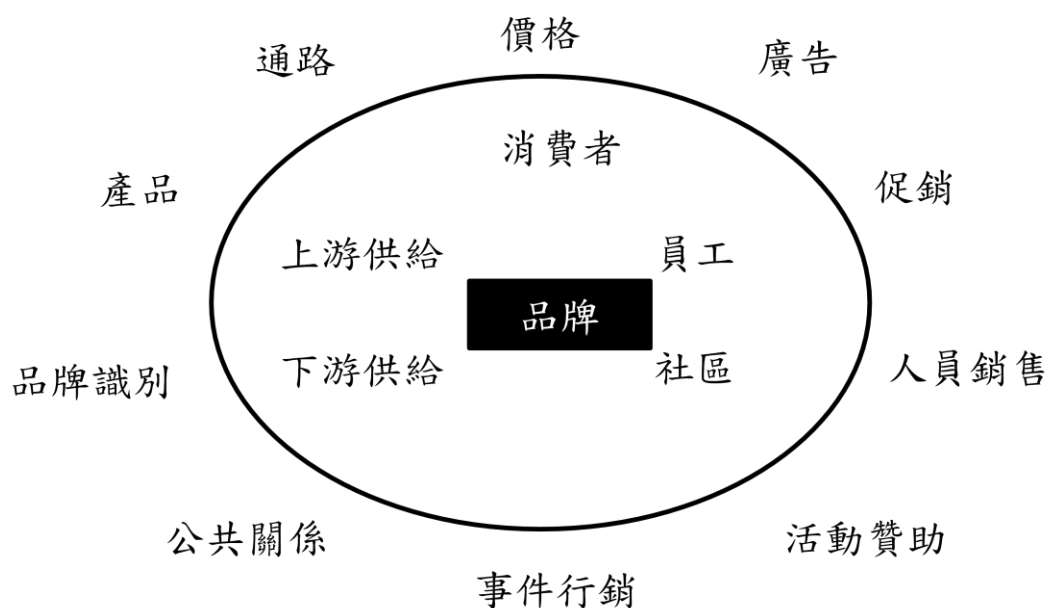 通路
價格
廣告
消費者
產品
促銷
上游供給
員工
品牌
下游供給
社區
品牌識別
人員銷售
公共關係
活動贊助
事件行銷